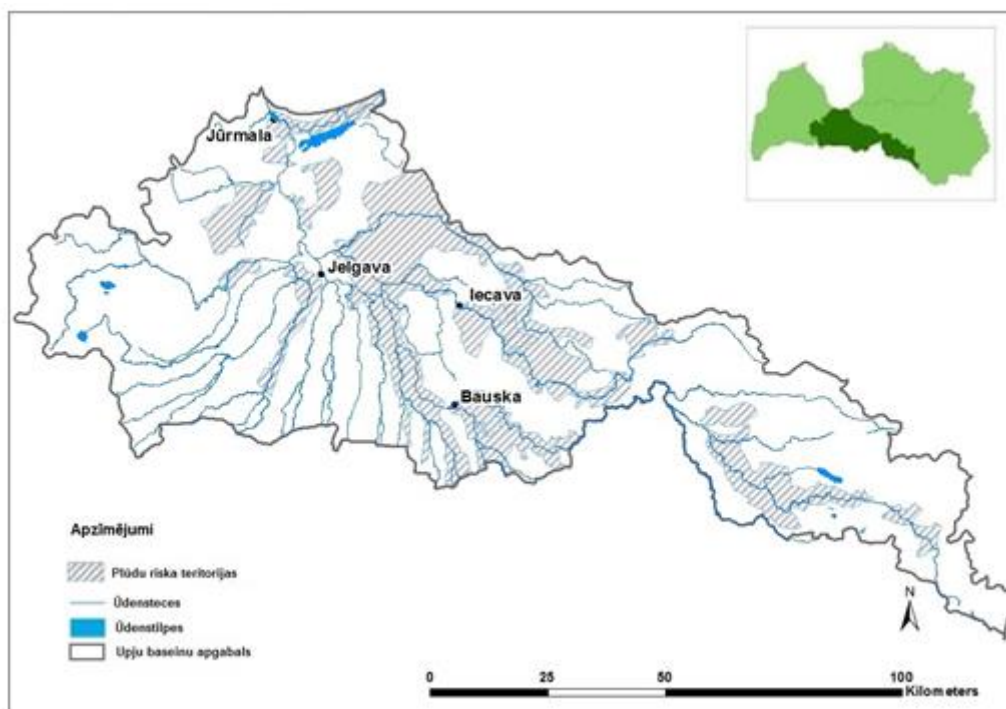 Jūrmala
Jelgava
Iecava
Bauska
Apzīmējumi
Plūdu riska teritorijas
Ūdensteces
Ūdenstilpes
Upju baseinu apgabals
N
0 25 50 100
Kilometers